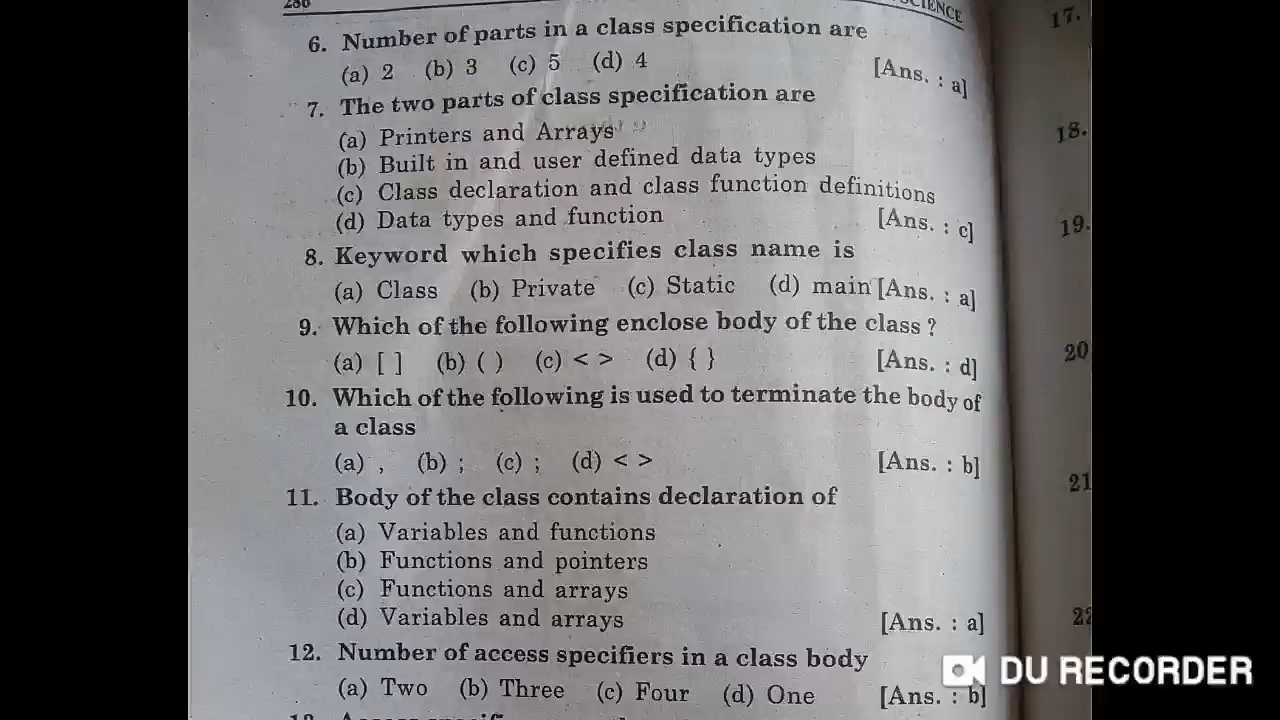 286
SCIENCE
6. Number of parts in a class specification are
(a) 2 (b) 3 (c) 5 (d) 4 [Ans. : a]
7. The two parts of class specification are
(a) Printers and Arrays
(b) Built in and user defined data types
(c) Class declaration and class function definitions
(d) Data types and function [Ans. : c]
8. Keyword which specifies class name is
(a) Class (b) Private (c) Static (d) main [Ans. : a]
9. Which of the following enclose body of the class ?
(a) [ ] (b) ( ) (c) < > (d) { } [Ans. : d]
10. Which of the following is used to terminate the body of
a class
(a) , (b) ; (c) ; (d) < > [Ans. : b]
11. Body of the class contains declaration of
(a) Variables and functions
(b) Functions and pointers
(c) Functions and arrays
(d) Variables and arrays [Ans. : a]
12. Number of access specifiers in a class body
(a) Two (b) Three (c) Four (d) One [Ans. : b]
17.
18.
19.
20
21
22
DU RECORDER